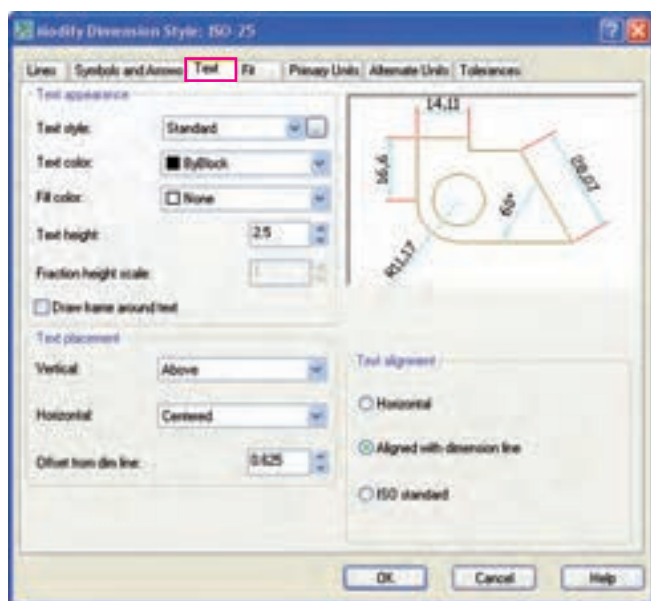 Modify Dimension Style: ISO-25
Lines Symbols and Arrows Text Fit Primary Units Alternate Units Tolerances
Text appearance
Text style: Standard
Text color: ByBlock
Fill color: None
Text height: 2.5
Fraction height scale: 1
Draw frame around text
Text placement
Vertical: Above
Horizontal: Centered
Offset from dim line: 0.625
14,11
16,6
28,07
60°
R11,17
Text alignment
Horizontal
Aligned with dimension line
ISO standard
OK Cancel Help